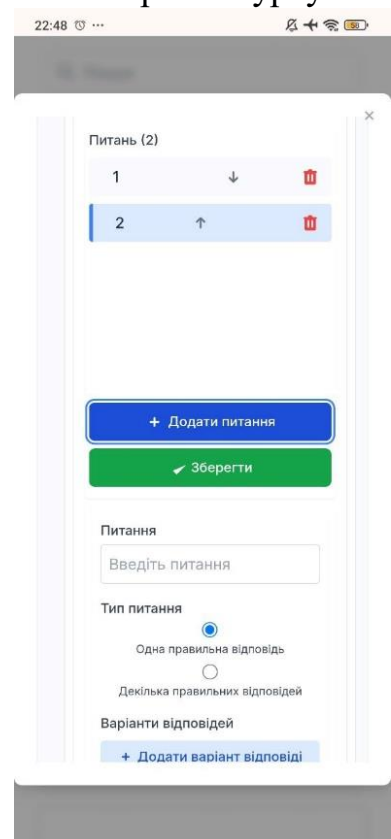 22:48
50
Питань (2)
1
2
+ Додати питання
Зберегти
Питання
Введіть питання
Тип питання
Одна правильна відповідь
Декілька правильних відповідей
Варіанти відповідей
+ Додати варіант відповіді